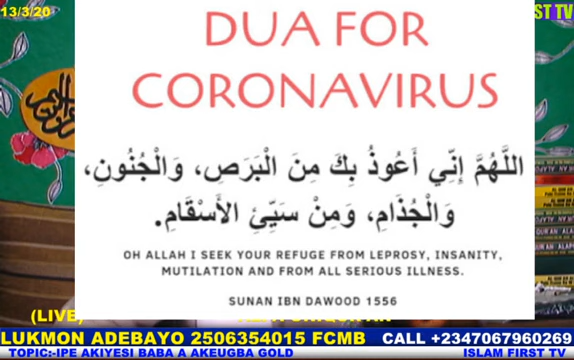 13/3/20
ST TV
DUA FOR
CORONAVIRUS
اللَّهُمَّ إِنِّي أَعُوذُ بِكَ مِنَ الْبَرَصِ، وَالْجُنُونِ،
وَالْجُذَامِ، وَمِنْ سَيِّئِ الأَسْقَامِ.
OH ALLAH I SEEK YOUR REFUGE FROM LEPROSY, INSANITY,
MUTILATION AND FROM ALL SERIOUS ILLNESS.
SUNAN IBN DAWOOD 1556
(LIVE)
LUKMON ADEBAYO 2506354015 FCMB CALL +2347067960269
TOPIC:-IPE AKIYESI BABA A AKEUGBA GOLD ISLAM FIRST TV